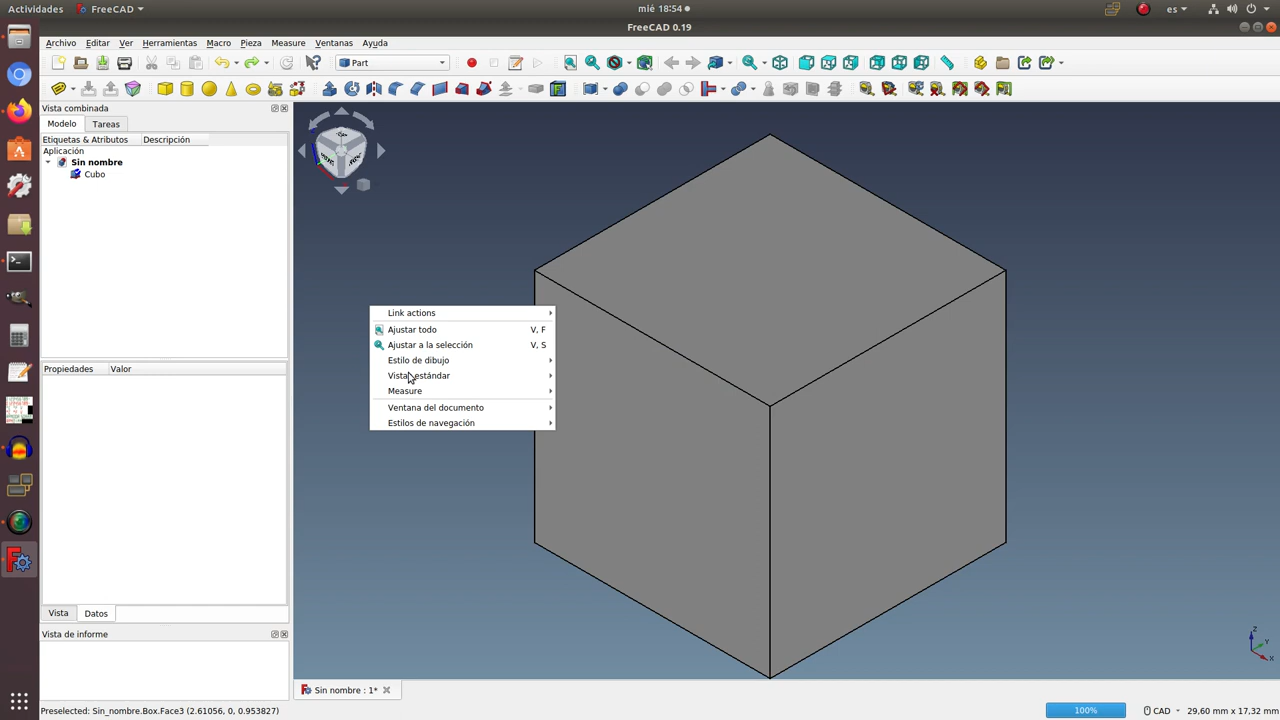 Actividades
FreeCAD
mié 18:54
es
FreeCAD 0.19
Archivo Editar Ver Herramientas Macro Pieza Measure Ventanas Ayuda
Part
Vista combinada
Modelo Tareas
Etiquetas & Atributos Descripción
Aplicación
Sin nombre
Cubo
Link actions
Ajustar todo V, F
Ajustar a la selección V, S
Estilo de dibujo
Vista estándar
Measure
Ventana del documento
Estilos de navegación
Propiedades Valor
Vista Datos
Vista de informe
Z
Y
X
Sin nombre : 1*
Preselected: Sin_nombre.Box.Face3 (2.61056, 0, 0.953827)
100%
CAD
29,60 mm x 17,32 mm